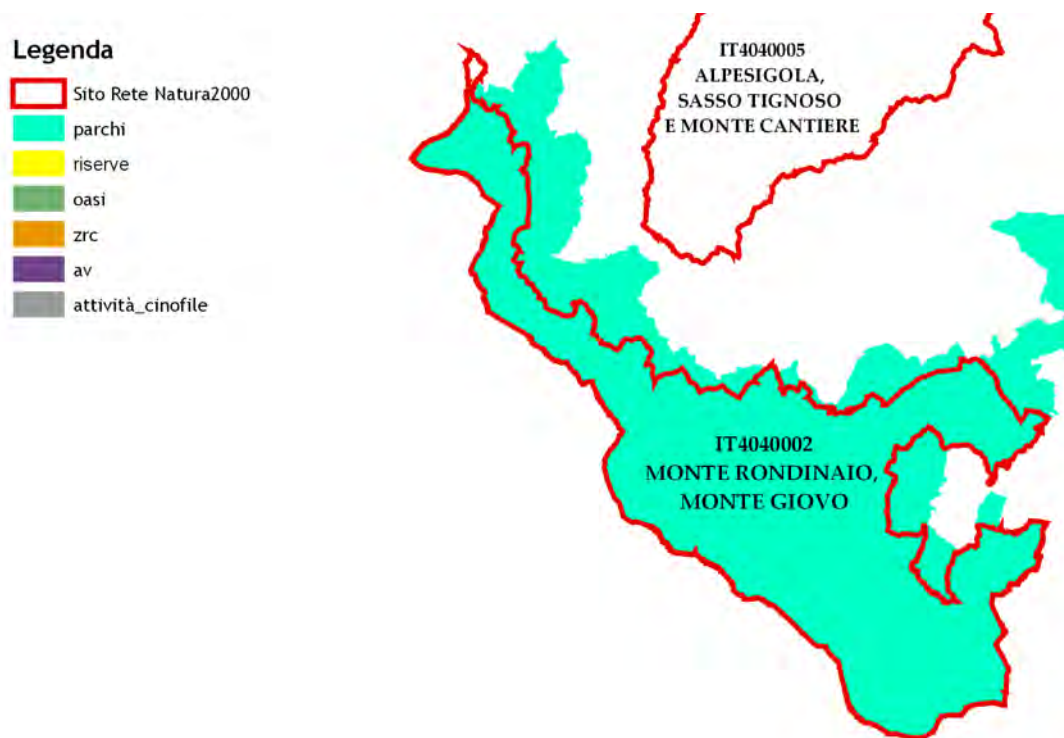 Legenda
Sito Rete Natura2000
parchi
riserve
oasi
zrc
av
attività_cinofile
IT4040005
ALPESIGOLA,
SASSO TIGNOSO
E MONTE CANTIERE
IT4040002
MONTE RONDINAIO,
MONTE GIOVO